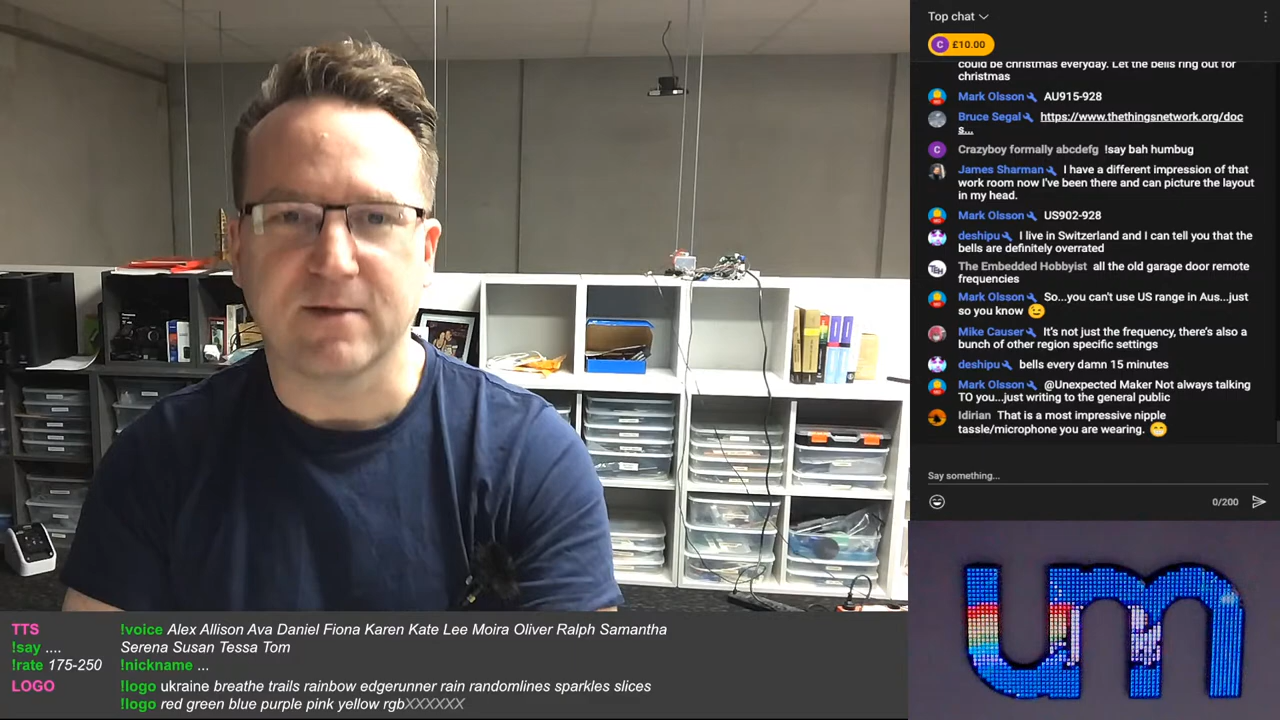 Top chat
C £10.00
could be christmas everyday. Let the bells ring out for
christmas
Mark Olsson AU915-928
Bruce Segal https://www.thethingsnetwork.org/doc
s...
C Crazyboy formally abcdefg !say bah humbug
James Sharman I have a different impression of that
work room now I've been there and can picture the layout
in my head.
Mark Olsson US902-928
deshipu I live in Switzerland and I can tell you that the
bells are definitely overrated
TEH The Embedded Hobbyist all the old garage door remote
frequencies
Mark Olsson So...you can't use US range in Aus...just
so you know 😉
Mike Causer It's not just the frequency, there's also a
bunch of other region specific settings
deshipu bells every damn 15 minutes
Mark Olsson @Unexpected Maker Not always talking
TO you...just writing to the general public
Idirian That is a most impressive nipple
tassle/microphone you are wearing. 😁
Say something...
0/200
um
TTS !voice Alex Allison Ava Daniel Fiona Karen Kate Lee Moira Oliver Ralph Samantha
!say .... Serena Susan Tessa Tom
!rate 175-250 !nickname ...
LOGO !logo ukraine breathe trails rainbow edgerunner rain randomlines sparkles slices
!logo red green blue purple pink yellow rgbXXXXXX